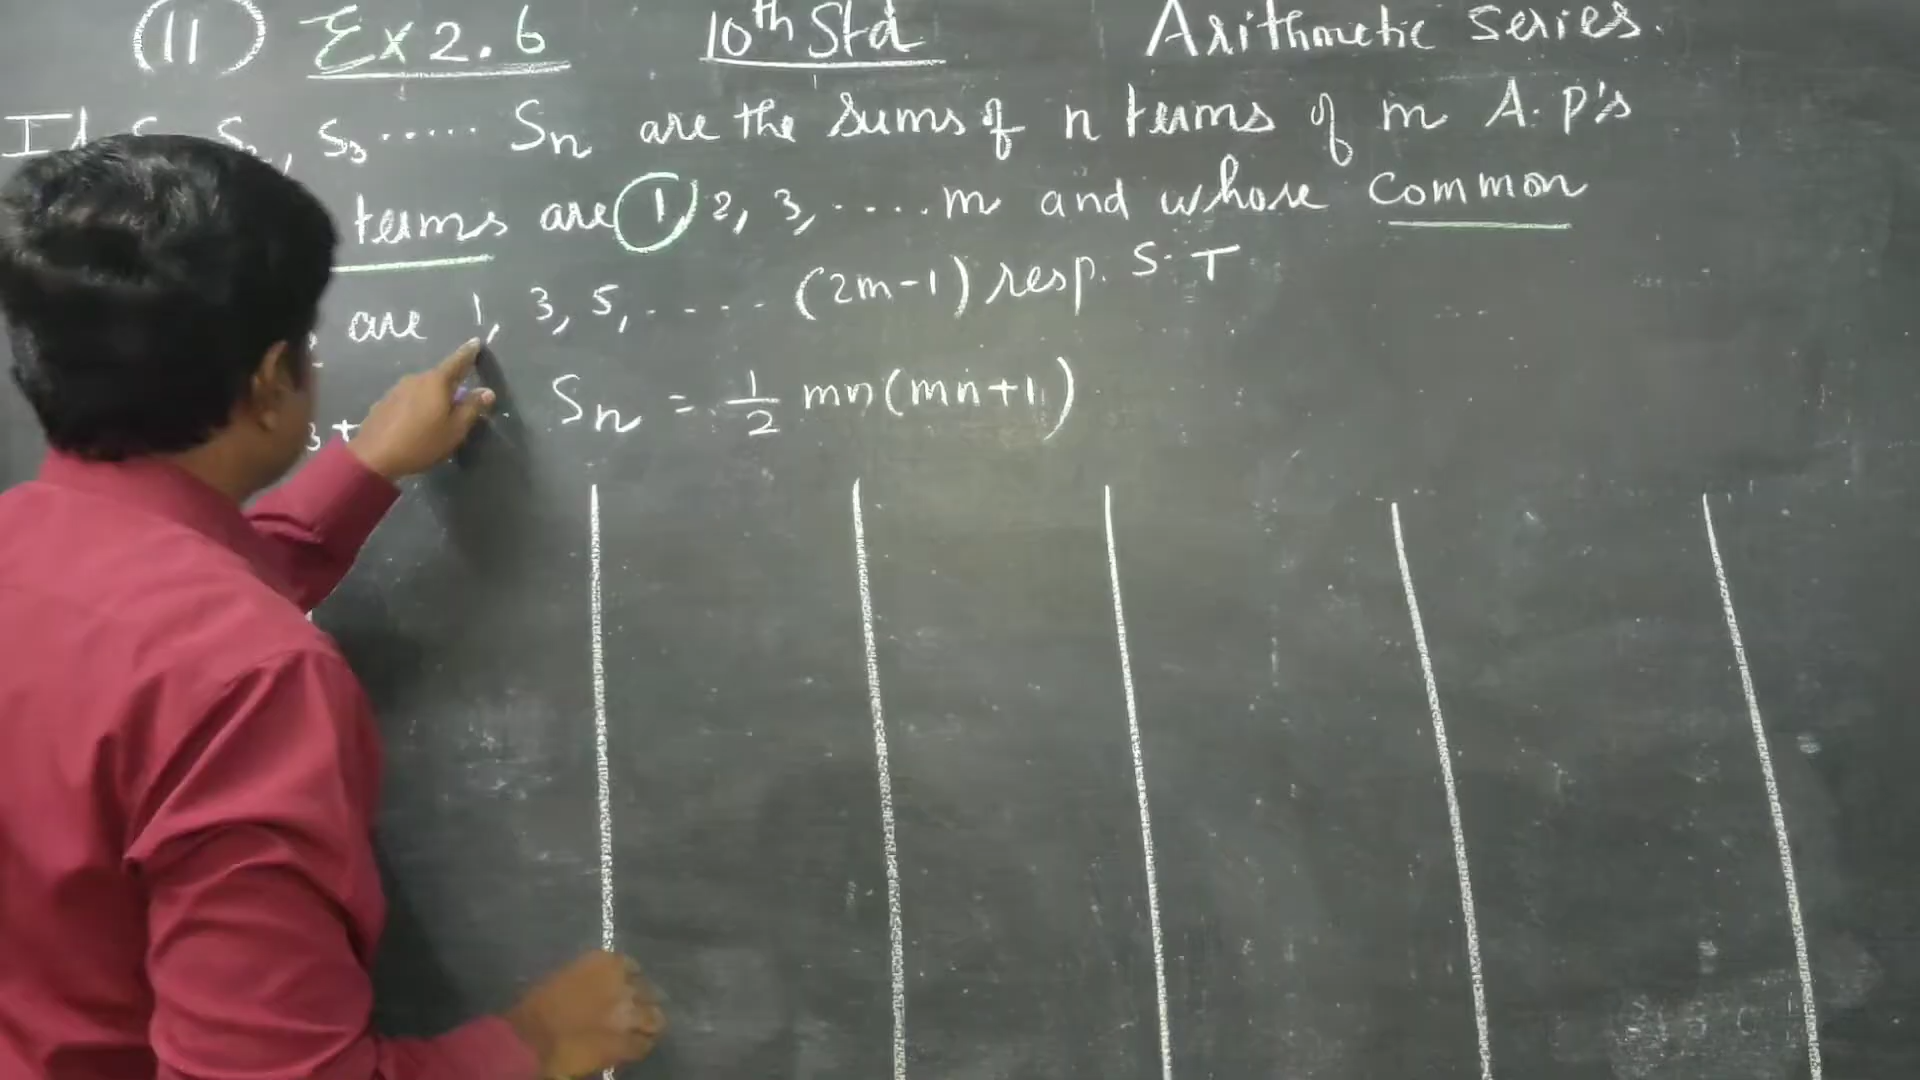 (11) Ex 2.6 10th Std Arithmetic series.
S3 ..... Sn are the sums of n terms of m A.P's
terms are 1, 2, 3, ..... m and whose common
are 1, 3, 5, ..... (2m-1) resp. S.T
3 + Sn = 1/2 mn(mn+1)